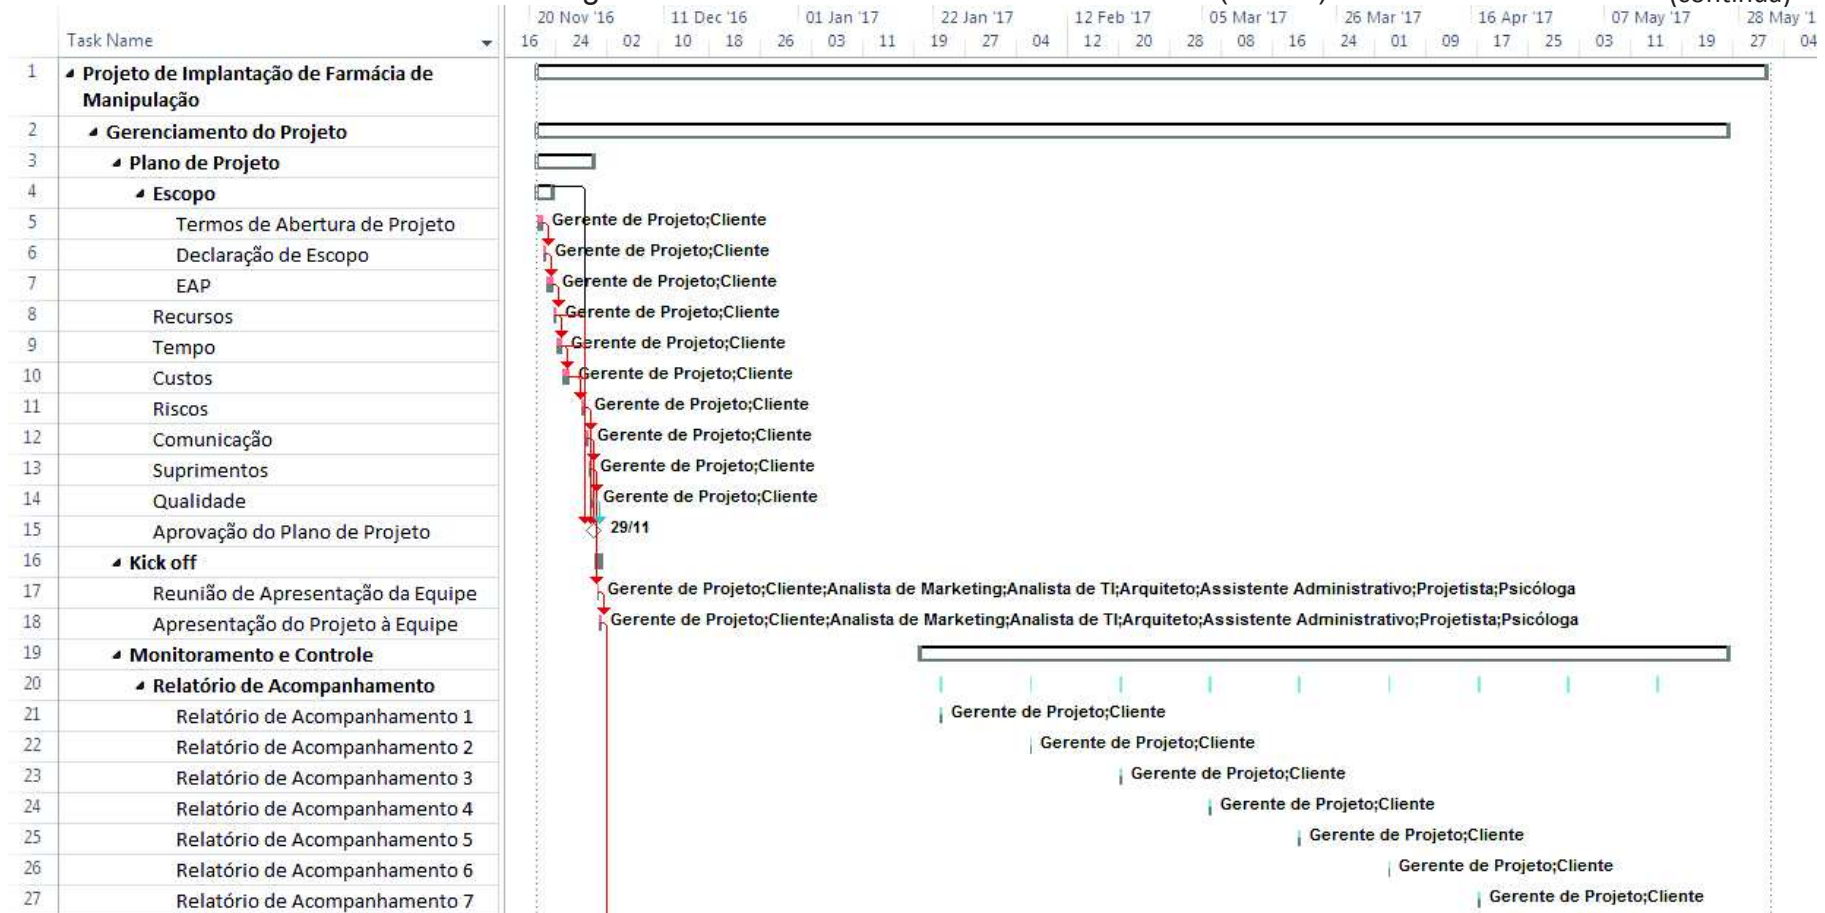 (continua)
20 Nov '16 11 Dec '16 01 Jan '17 22 Jan '17 12 Feb '17 05 Mar '17 26 Mar '17 16 Apr '17 07 May '17 28 May '1
Task Name 16 24 02 10 18 26 03 11 19 27 04 12 20 28 08 16 24 01 09 17 25 03 11 19 27 04
1 Projeto de Implantação de Farmácia de
Manipulação
2 Gerenciamento do Projeto
3 Plano de Projeto
4 Escopo
5 Termos de Abertura de Projeto Gerente de Projeto;Cliente
6 Declaração de Escopo Gerente de Projeto;Cliente
7 EAP Gerente de Projeto;Cliente
8 Recursos Gerente de Projeto;Cliente
9 Tempo Gerente de Projeto;Cliente
10 Custos Gerente de Projeto;Cliente
11 Riscos Gerente de Projeto;Cliente
12 Comunicação Gerente de Projeto;Cliente
13 Suprimentos Gerente de Projeto;Cliente
14 Qualidade Gerente de Projeto;Cliente
15 Aprovação do Plano de Projeto 29/11
16 Kick off
17 Reunião de Apresentação da Equipe Gerente de Projeto;Cliente;Analista de Marketing;Analista de TI;Arquiteto;Assistente Administrativo;Projetista;Psicóloga
18 Apresentação do Projeto à Equipe Gerente de Projeto;Cliente;Analista de Marketing;Analista de TI;Arquiteto;Assistente Administrativo;Projetista;Psicóloga
19 Monitoramento e Controle
20 Relatório de Acompanhamento
21 Relatório de Acompanhamento 1 Gerente de Projeto;Cliente
22 Relatório de Acompanhamento 2 Gerente de Projeto;Cliente
23 Relatório de Acompanhamento 3 Gerente de Projeto;Cliente
24 Relatório de Acompanhamento 4 Gerente de Projeto;Cliente
25 Relatório de Acompanhamento 5 Gerente de Projeto;Cliente
26 Relatório de Acompanhamento 6 Gerente de Projeto;Cliente
27 Relatório de Acompanhamento 7 Gerente de Projeto;Cliente